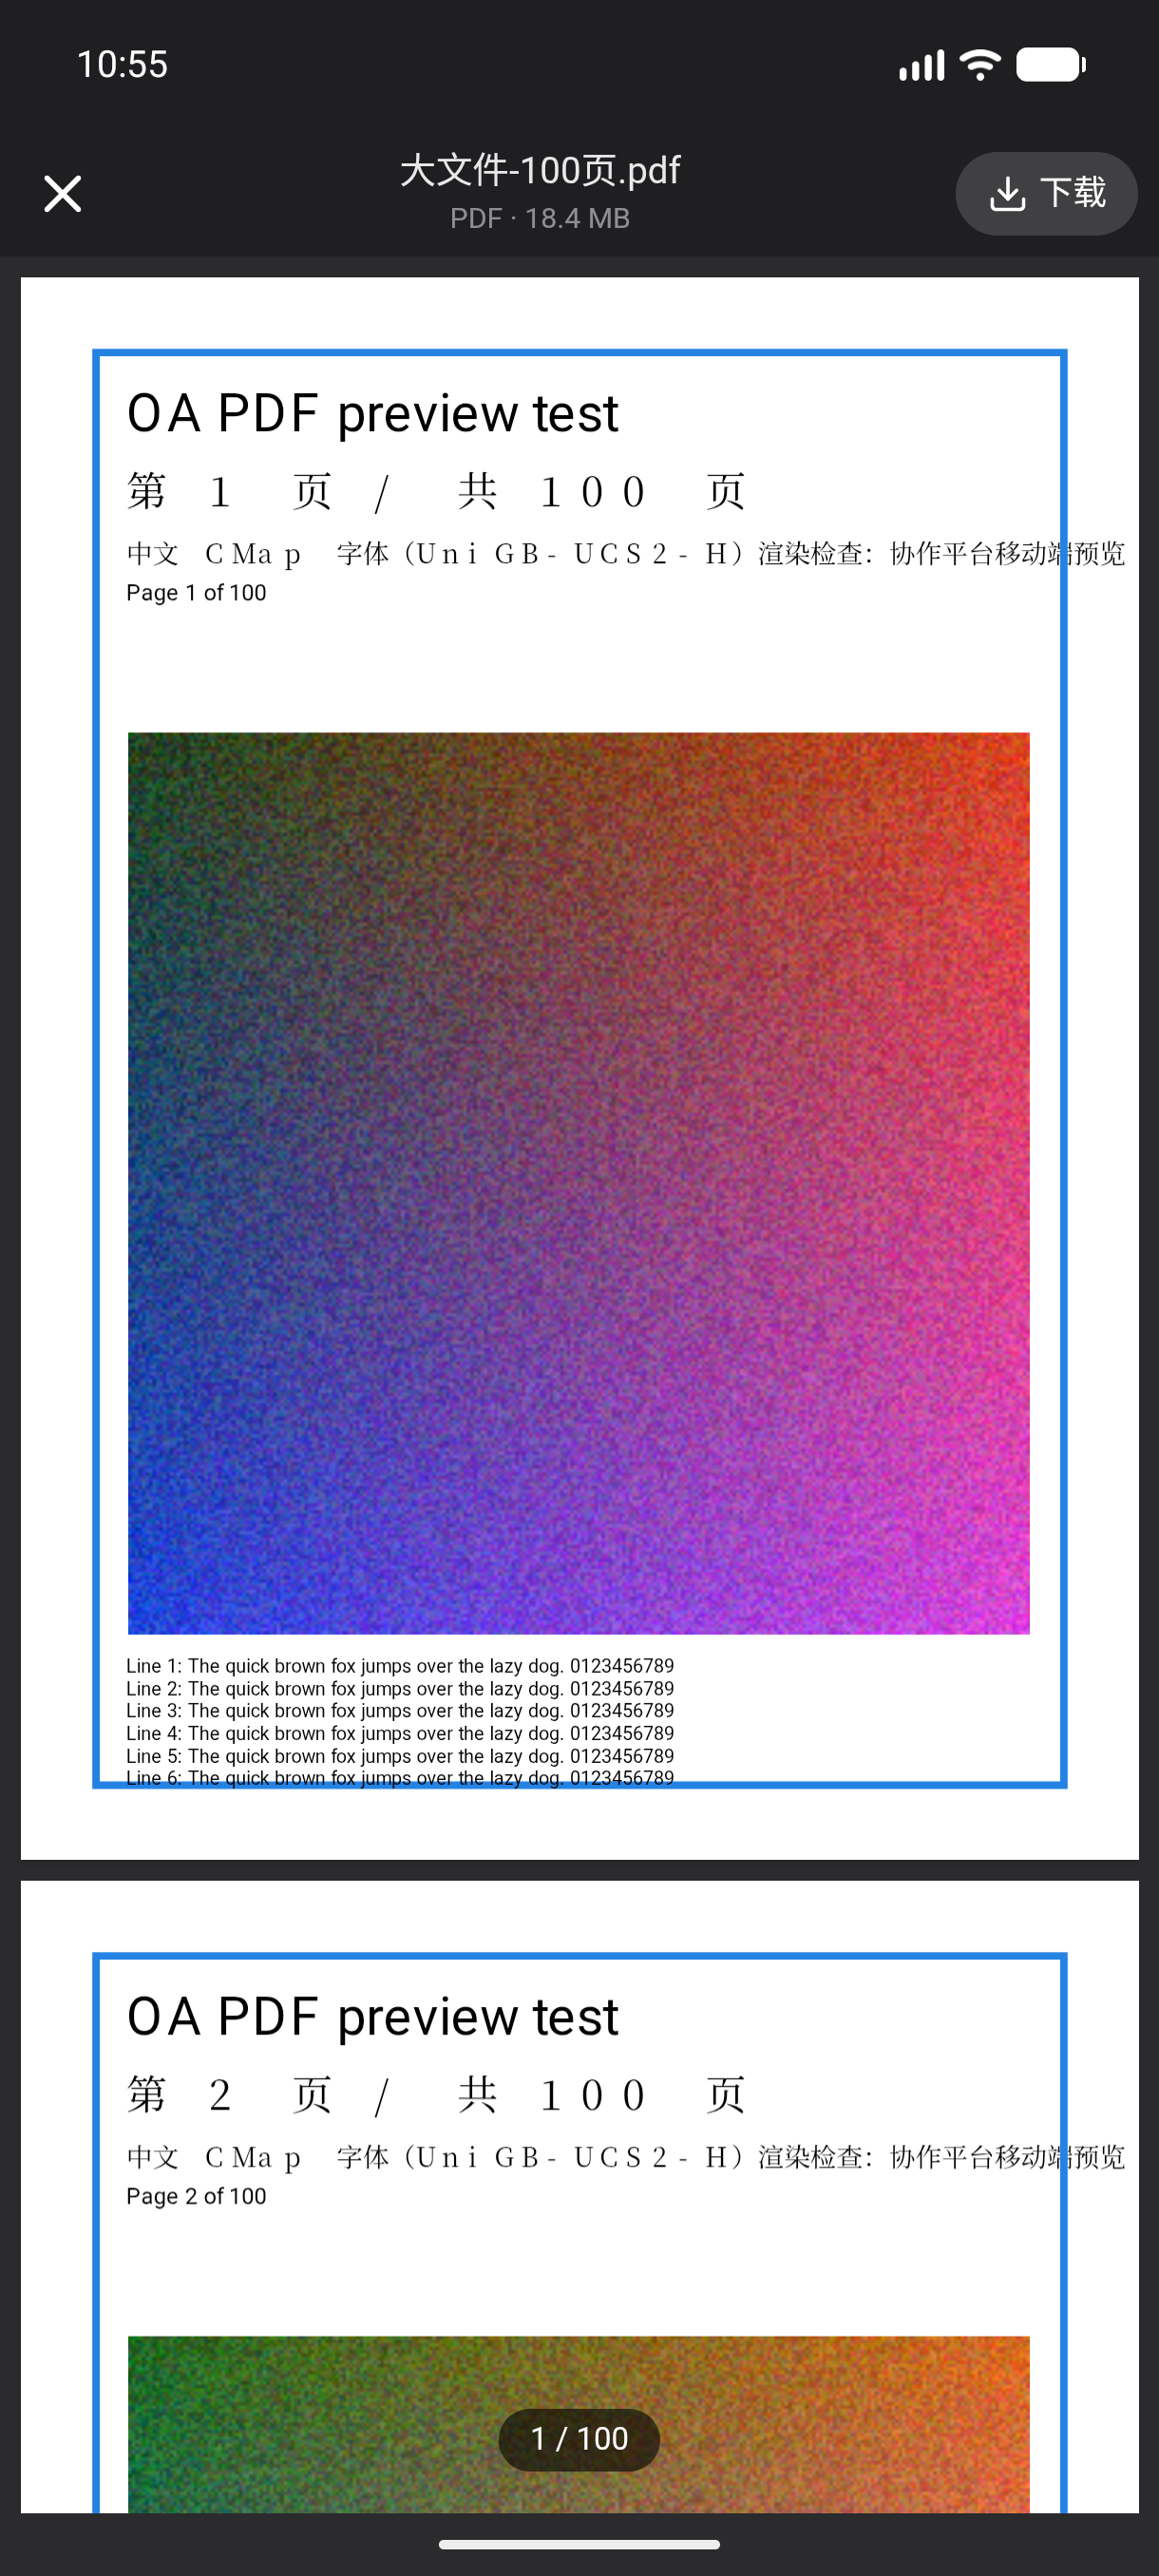 10:55
大文件-100页.pdf
PDF · 18.4 MB
下载
OA PDF preview test
第 1 页 / 共 100 页
中文 CMap 字体（UniGB-UCS2-H）渲染检查：协作平台移动端预览
Page 1 of 100
Line 1: The quick brown fox jumps over the lazy dog. 0123456789
Line 2: The quick brown fox jumps over the lazy dog. 0123456789
Line 3: The quick brown fox jumps over the lazy dog. 0123456789
Line 4: The quick brown fox jumps over the lazy dog. 0123456789
Line 5: The quick brown fox jumps over the lazy dog. 0123456789
Line 6: The quick brown fox jumps over the lazy dog. 0123456789
OA PDF preview test
第 2 页 / 共 100 页
中文 CMap 字体（UniGB-UCS2-H）渲染检查：协作平台移动端预览
Page 2 of 100
1 / 100